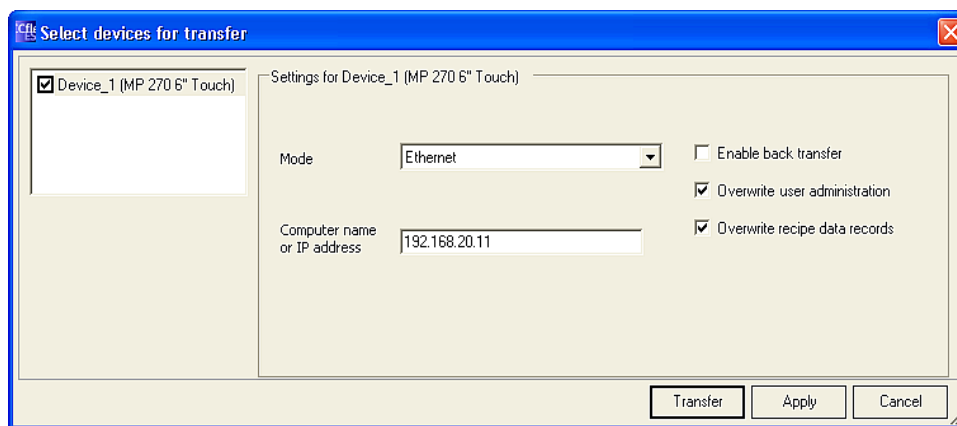 Select devices for transfer
Device_1 (MP 270 6" Touch)
Settings for Device_1 (MP 270 6" Touch)
Mode
Ethernet
Enable back transfer
Overwrite user administration
Computer name
or IP address
192.168.20.11
Overwrite recipe data records
Transfer
Apply
Cancel